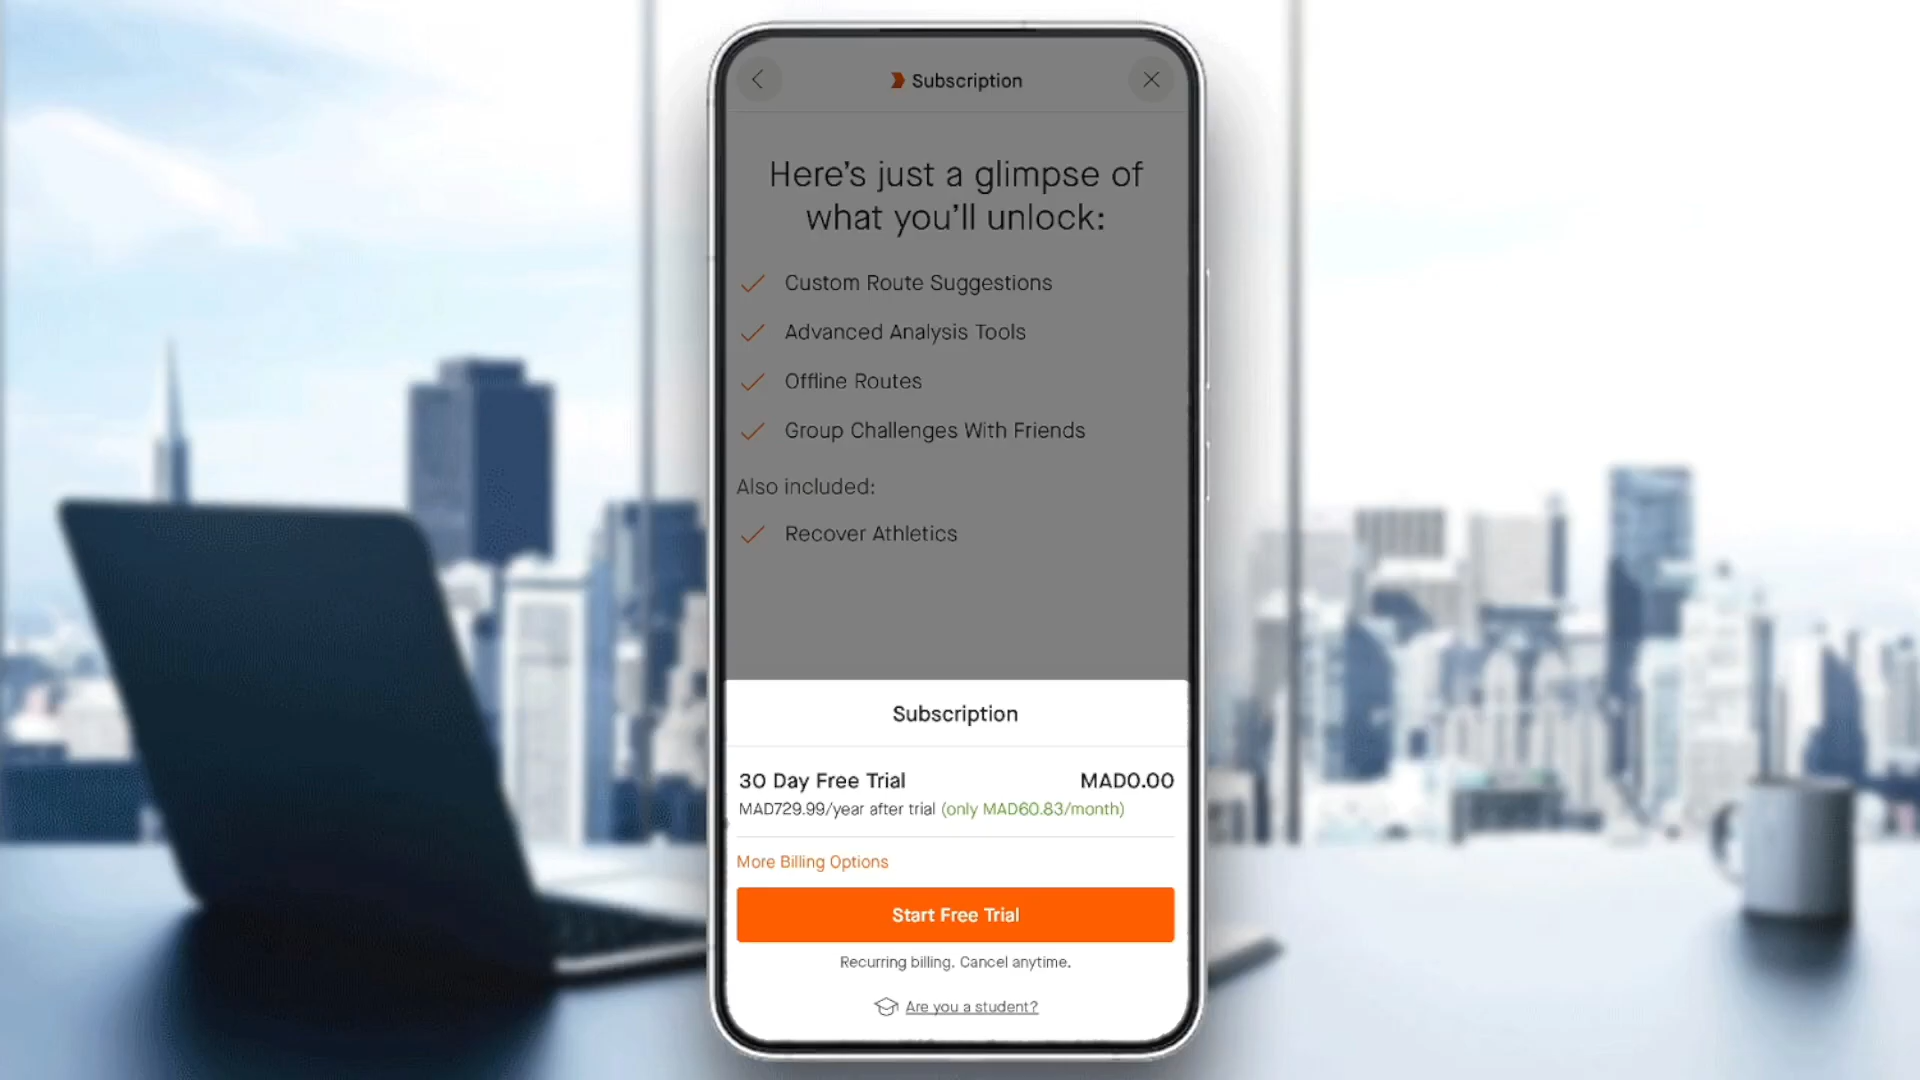 Subscription
Here's just a glimpse of
what you'll unlock:
Custom Route Suggestions
Advanced Analysis Tools
Offline Routes
Group Challenges With Friends
Also included:
Recover Athletics
Subscription
30 Day Free Trial MAD0.00
MAD729.99/year after trial (only MAD60.83/month)
More Billing Options
Start Free Trial
Recurring billing. Cancel anytime.
Are you a student?